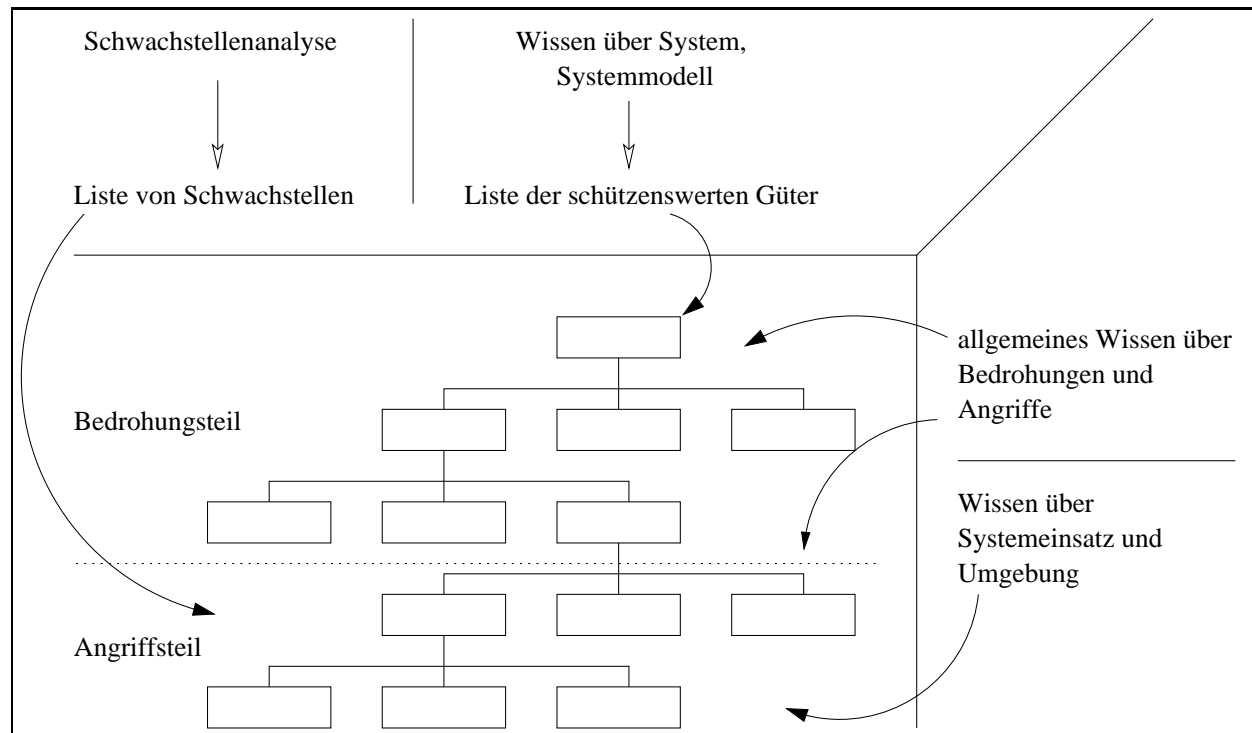 Schwachstellenanalyse
Wissen über System,
Systemmodell
Liste von Schwachstellen
Liste der schützenswerten Güter
allgemeines Wissen über
Bedrohungen und
Angriffe
Bedrohungsteil
Wissen über
Systemeinsatz und
Umgebung
Angriffsteil